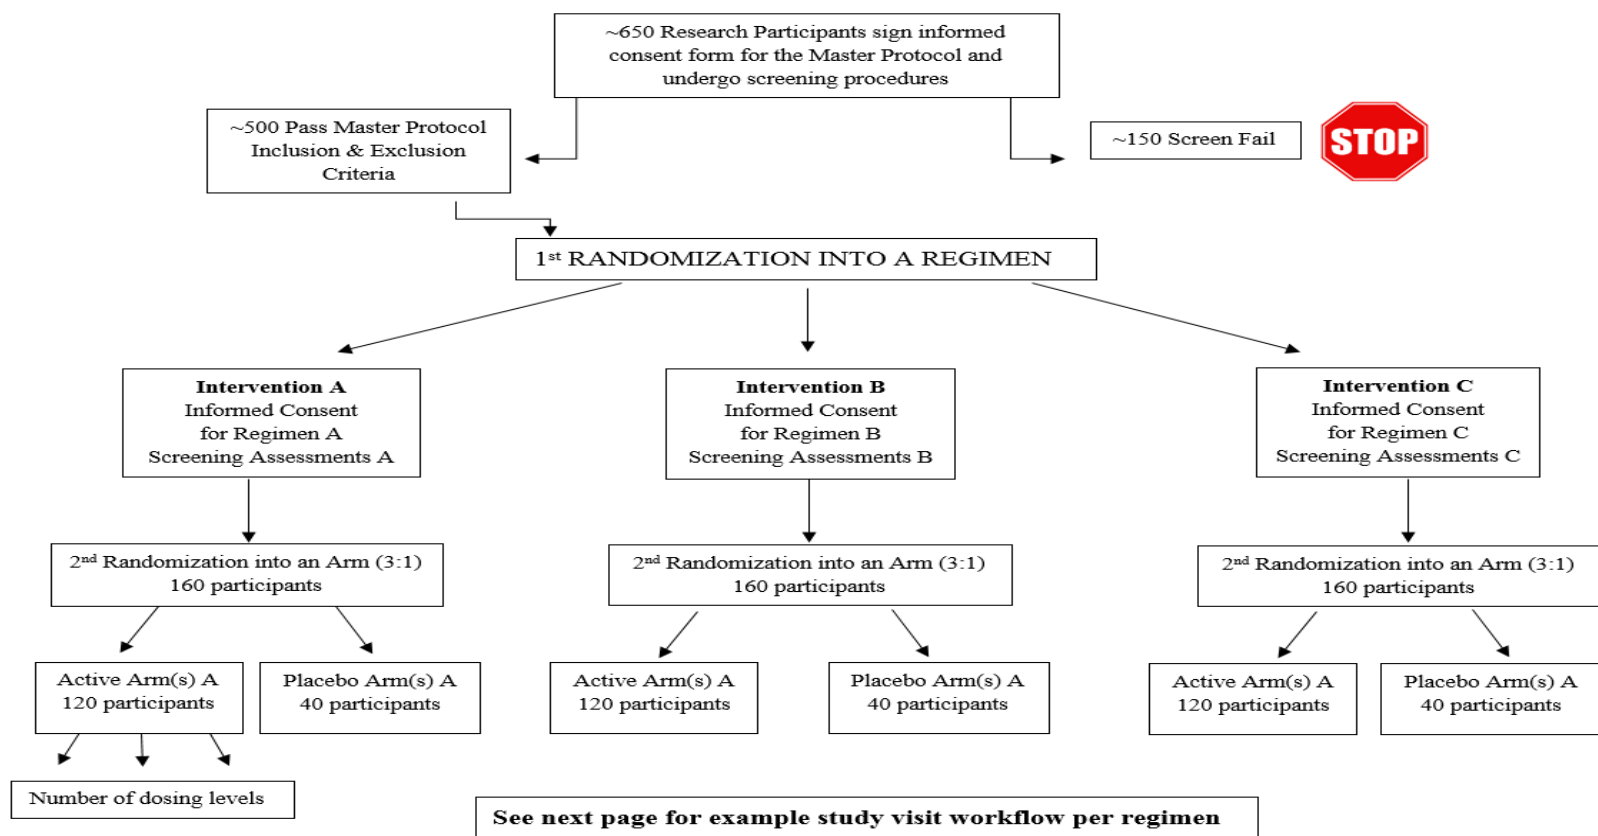 ~650 Research Participants sign informed
consent form for the Master Protocol and
undergo screening procedures
~500 Pass Master Protocol
Inclusion & Exclusion
Criteria
~150 Screen Fail
STOP
1st RANDOMIZATION INTO A REGIMEN
Intervention A
Informed Consent
for Regimen A
Screening Assessments A
Intervention B
Informed Consent
for Regimen B
Screening Assessments B
Intervention C
Informed Consent
for Regimen C
Screening Assessments C
2nd Randomization into an Arm (3:1)
160 participants
2nd Randomization into an Arm (3:1)
160 participants
2nd Randomization into an Arm (3:1)
160 participants
Active Arm(s) A
120 participants
Placebo Arm(s) A
40 participants
Active Arm(s) A
120 participants
Placebo Arm(s) A
40 participants
Active Arm(s) A
120 participants
Placebo Arm(s) A
40 participants
Number of dosing levels
See next page for example study visit workflow per regimen